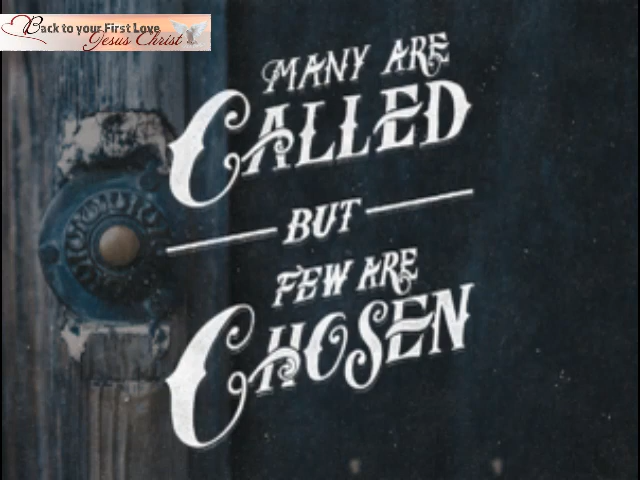 Back to your First Love
Jesus Christ
MANY ARE
CALLED
BUT
FEW ARE
CHOSEN